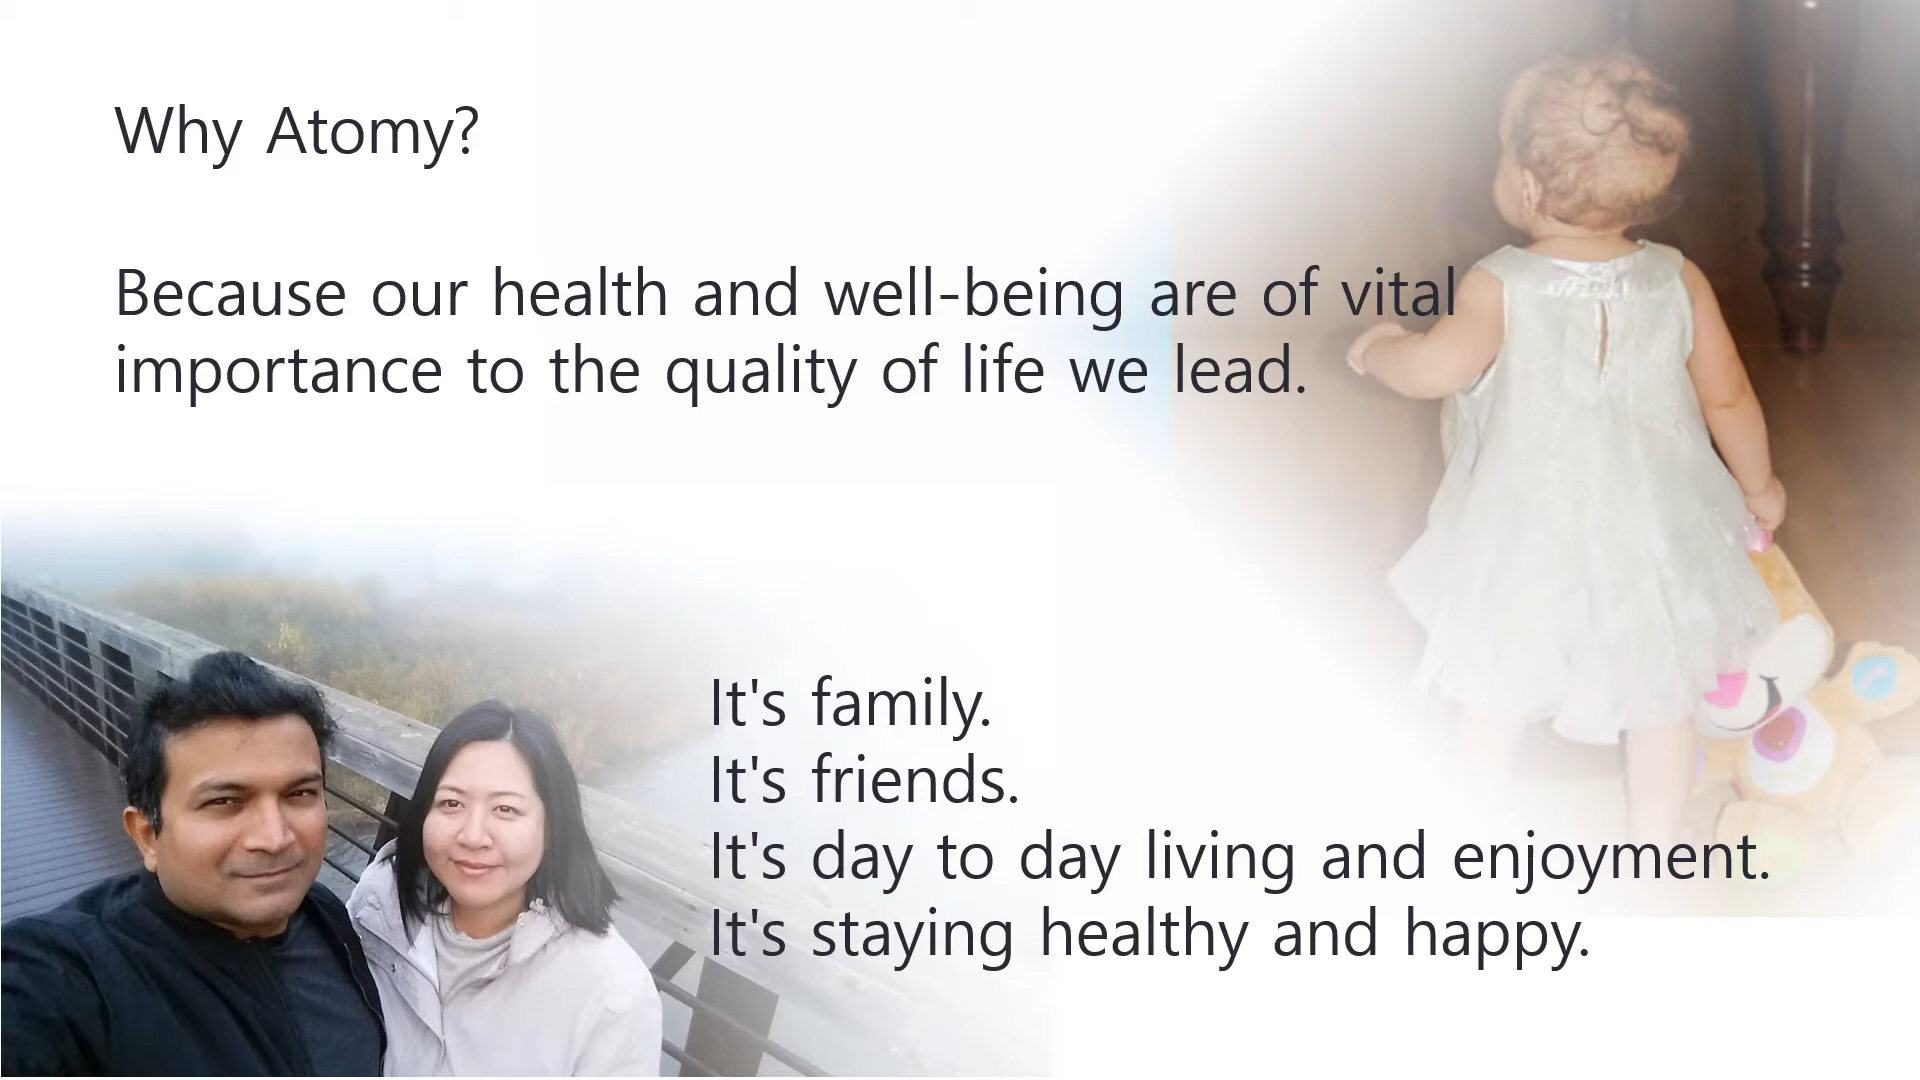 Why Atomy?
Because our health and well-being are of vital
importance to the quality of life we lead.
It's family.
It's friends.
It's day to day living and enjoyment.
It's staying healthy and happy.